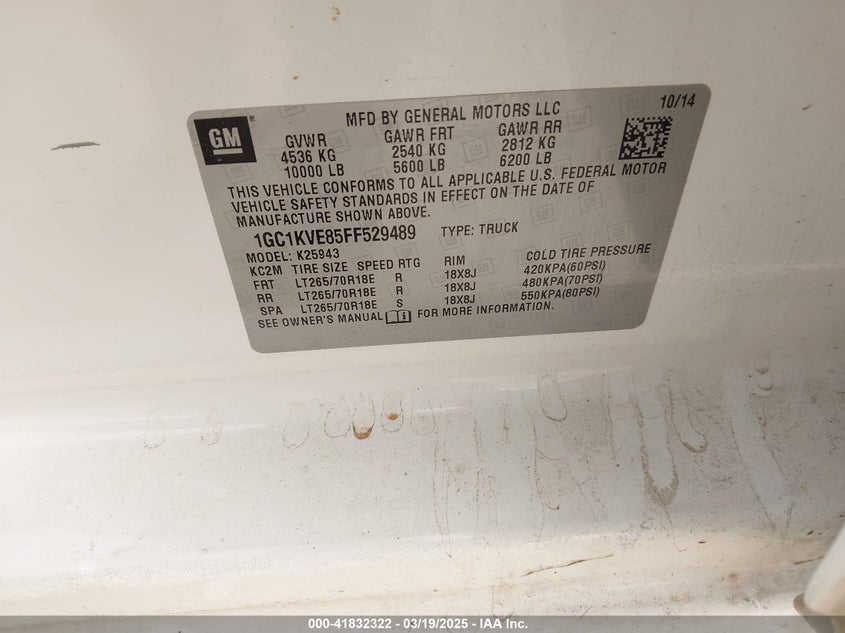 MFD BY GENERAL MOTORS LLC 10/14
GM
GVWR GAWR FRT GAWR RR
4536 KG 2540 KG 2812 KG
10000 LB 5600 LB 6200 LB
THIS VEHICLE CONFORMS TO ALL APPLICABLE U.S. FEDERAL MOTOR
VEHICLE SAFETY STANDARDS IN EFFECT ON THE DATE OF
MANUFACTURE SHOWN ABOVE.
1GC1KVE85FF529489 TYPE: TRUCK
MODEL: K25943
KC2M TIRE SIZE SPEED RTG RIM COLD TIRE PRESSURE
FRT LT265/70R18E R 18X8J 420KPA(60PSI)
RR LT265/70R18E R 18X8J 480KPA(70PSI)
SPA LT265/70R18E S 18X8J 550KPA(80PSI)
SEE OWNER'S MANUAL FOR MORE INFORMATION.
000-41832322 - 03/19/2025 - IAA Inc.